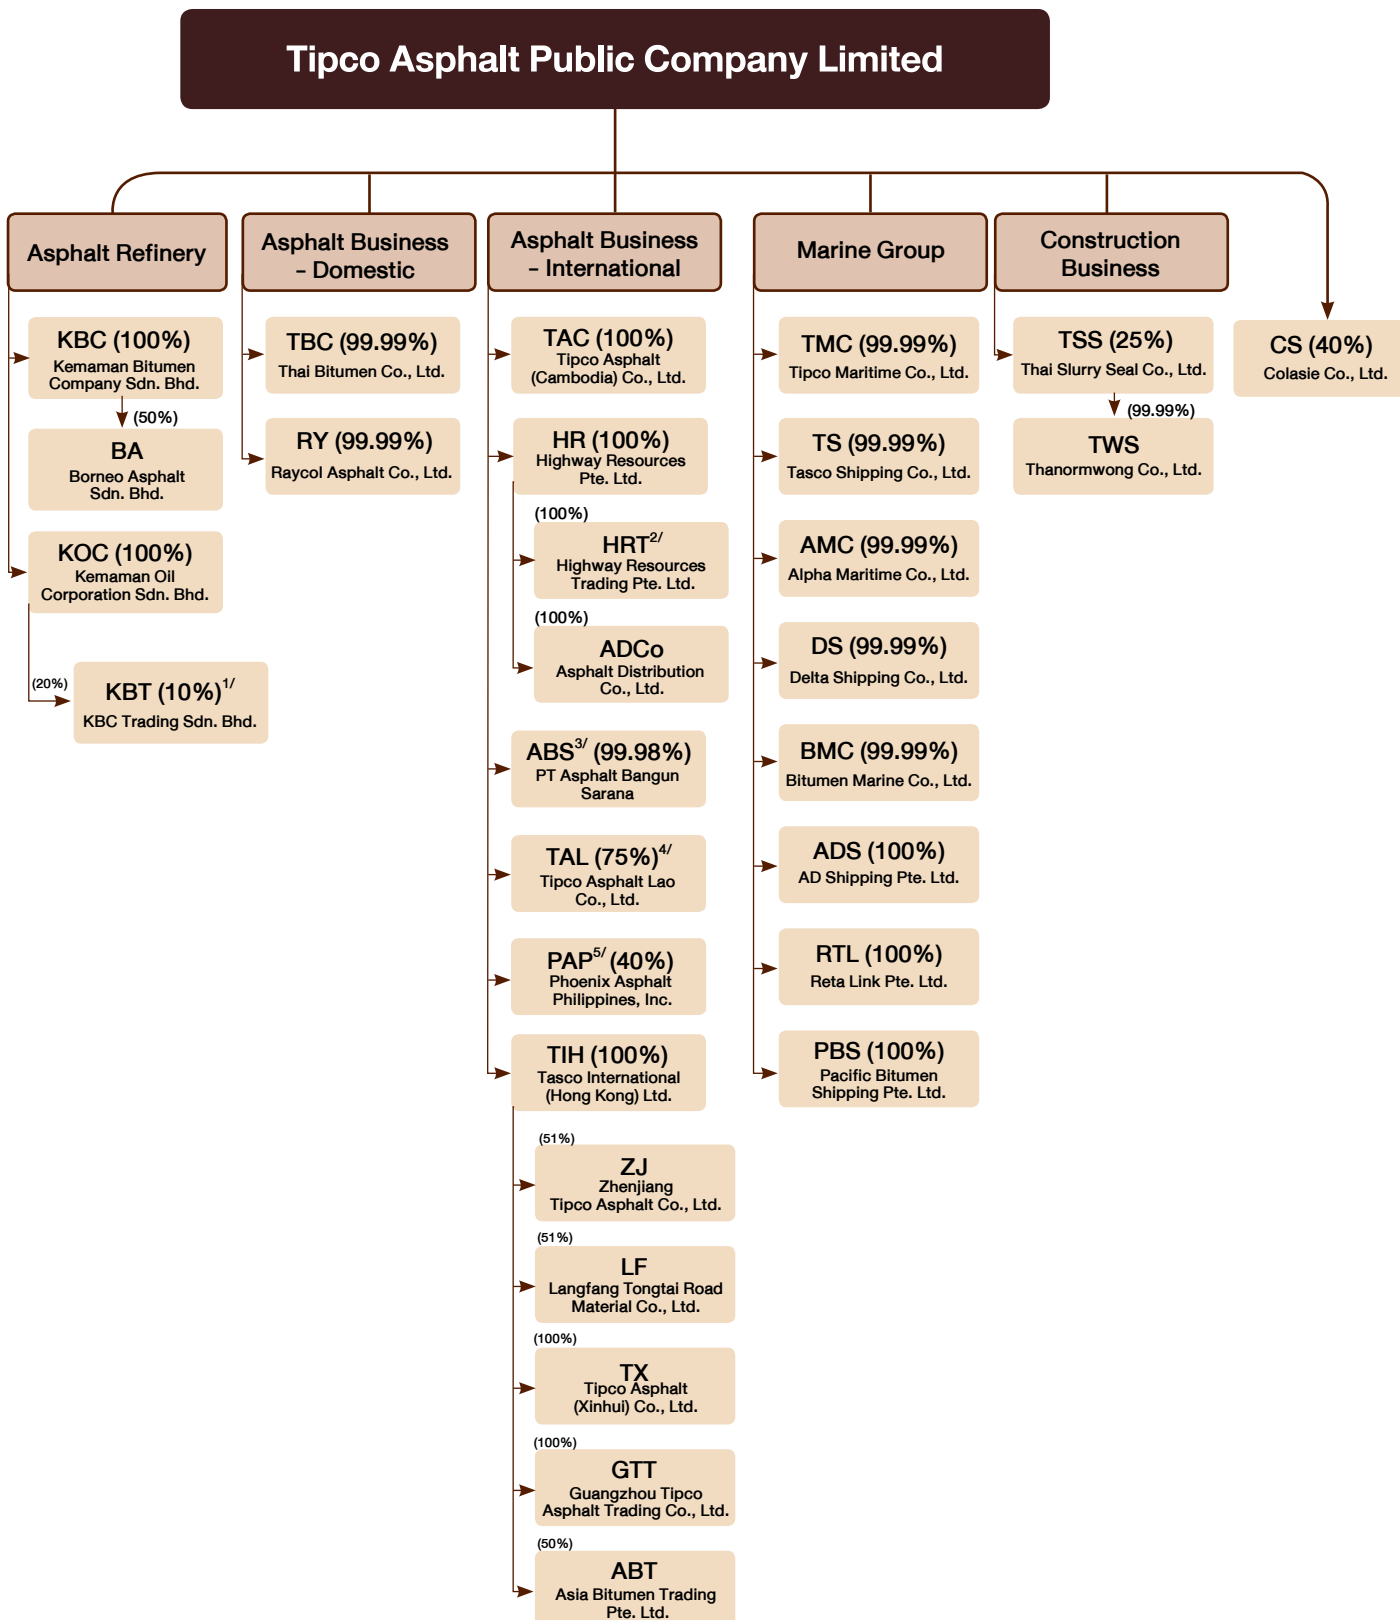 Tipco Asphalt Public Company Limited
Asphalt Refinery
KBC (100%)
Kemaman Bitumen
Company Sdn. Bhd.
(50%)
BA
Borneo Asphalt
Sdn. Bhd.
KOC (100%)
Kemaman Oil
Corporation Sdn. Bhd.
(20%)
KBT (10%)1/
KBC Trading Sdn. Bhd.
Asphalt Business
– Domestic
TBC (99.99%)
Thai Bitumen Co., Ltd.
RY (99.99%)
Raycol Asphalt Co., Ltd.
Asphalt Business
– International
TAC (100%)
Tipco Asphalt
(Cambodia) Co., Ltd.
HR (100%)
Highway Resources
Pte. Ltd.
(100%)
HRT2/
Highway Resources
Trading Pte. Ltd.
(100%)
ADCo
Asphalt Distribution
Co., Ltd.
ABS3/ (99.98%)
PT Asphalt Bangun
Sarana
TAL (75%)4/
Tipco Asphalt Lao
Co., Ltd.
PAP5/ (40%)
Phoenix Asphalt
Philippines, Inc.
TIH (100%)
Tasco International
(Hong Kong) Ltd.
(51%)
ZJ
Zhenjiang
Tipco Asphalt Co., Ltd.
(51%)
LF
Langfang Tongtai Road
Material Co., Ltd.
(100%)
TX
Tipco Asphalt
(Xinhui) Co., Ltd.
(100%)
GTT
Guangzhou Tipco
Asphalt Trading Co., Ltd.
(50%)
ABT
Asia Bitumen Trading
Pte. Ltd.
Marine Group
TMC (99.99%)
Tipco Maritime Co., Ltd.
TS (99.99%)
Tasco Shipping Co., Ltd.
AMC (99.99%)
Alpha Maritime Co., Ltd.
DS (99.99%)
Delta Shipping Co., Ltd.
BMC (99.99%)
Bitumen Marine Co., Ltd.
ADS (100%)
AD Shipping Pte. Ltd.
RTL (100%)
Reta Link Pte. Ltd.
PBS (100%)
Pacific Bitumen
Shipping Pte. Ltd.
Construction
Business
TSS (25%)
Thai Slurry Seal Co., Ltd.
(99.99%)
TWS
Thanormwong Co., Ltd.
CS (40%)
Colasie Co., Ltd.